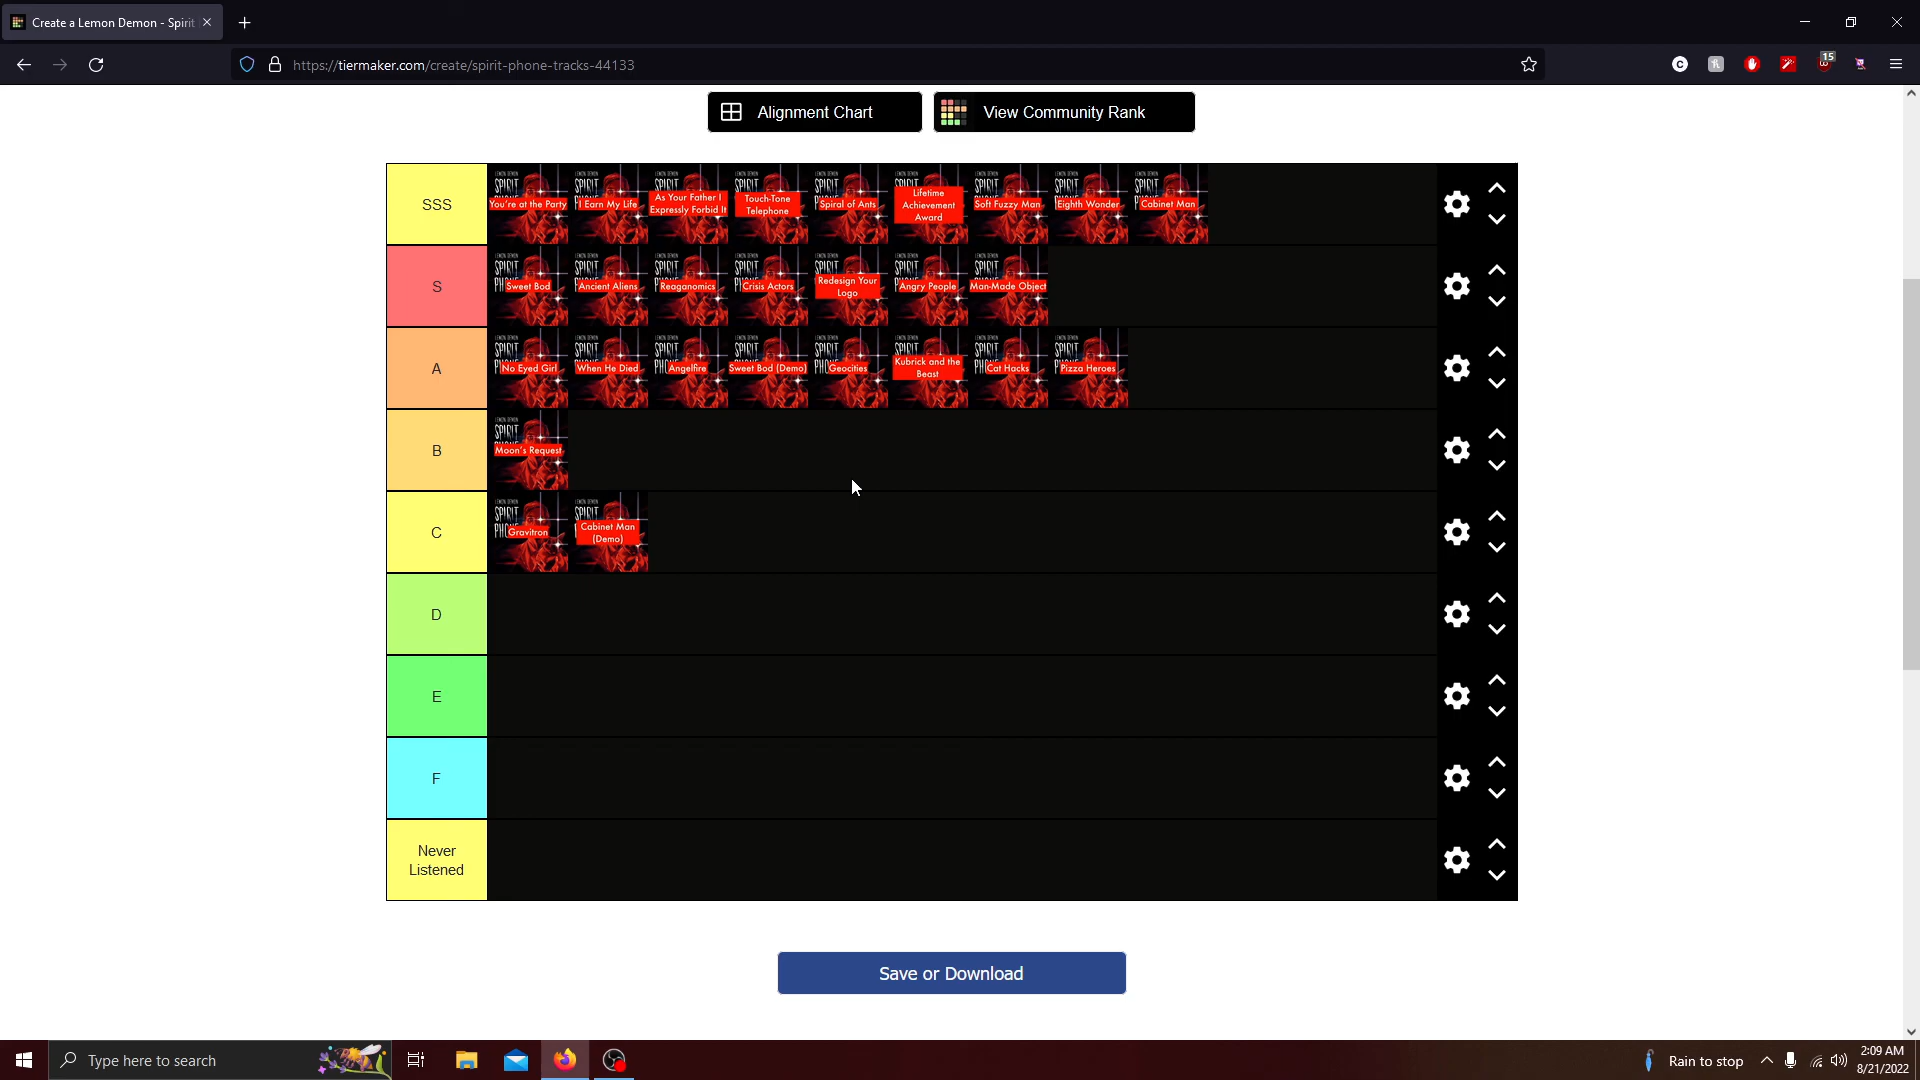 Create a Lemon Demon - Spirit
https://tiermaker.com/create/spirit-phone-tracks-44133
15
Alignment Chart
View Community Rank
SSS
LEMON DEMON
SPIRIT
PHONE
You're at the Party
I Earn My Life
As Your Father I
Expressly Forbid It
Touch-Tone
Telephone
Spiral of Ants
Lifetime
Achievement
Award
Soft Fuzzy Man
Eighth Wonder
Cabinet Man
S
Sweet Bod
Ancient Aliens
Reaganomics
Crisis Actors
Redesign Your
Logo
Angry People
Man-Made Object
A
No Eyed Girl
When He Died
Angelfire
Sweet Bod (Demo)
Geocities
Kubrick and the
Beast
Cat Hacks
Pizza Heroes
B
Moon's Request
C
Gravitron
Cabinet Man
(Demo)
D
E
F
Never
Listened
Save or Download
Type here to search
Rain to stop
2:09 AM
8/21/2022